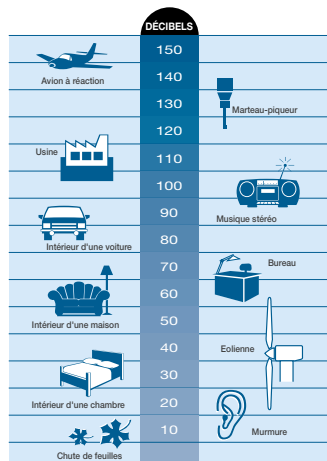 DÉCIBELS
150
Avion à réaction
140
130
Marteau-piqueur
120
Usine
110
100
Musique stéréo
90
Intérieur d'une voiture
80
Bureau
70
60
Intérieur d'une maison
50
Eolienne
40
30
Intérieur d'une chambre
20
10
Murmure
Chute de feuilles